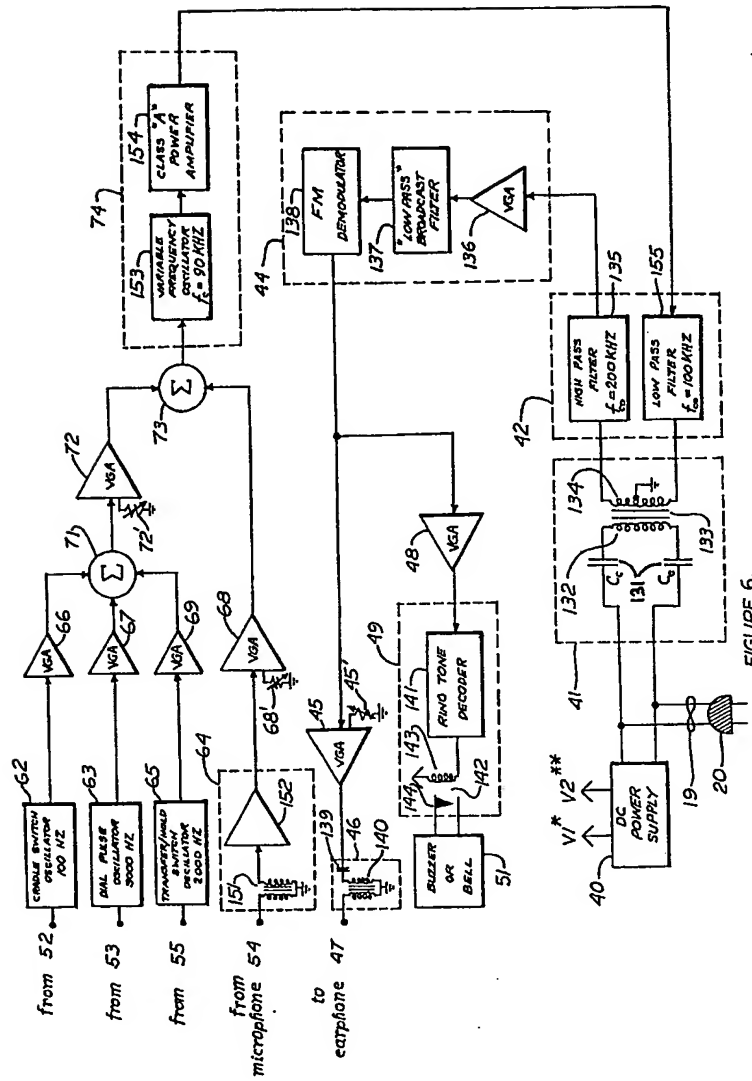 from 52
62
CRADLE SWITCH
OSCILLATOR
100 HZ
from 53
63
DIAL PULSE
OSCILLATOR
3000 HZ
from 55
65
TRANSFER/HOLD
SWITCH
OSCILLATOR
2000 HZ
VGA
66
VGA
67
VGA
69
Σ
71
VGA
72
72'
from
microphone 54
64
151
152
VGA
68
68'
Σ
73
74
153
VARIABLE
FREQUENCY
OSCILLATOR
fc = 90 KHZ
154
CLASS "A"
POWER
AMPLIFIER
to
earphone 47
46
139
140
VGA
45
45'
44
138
FM
DEMODULATOR
137
"LOW PASS"
BROADCAST
FILTER
VGA
136
VGA
48
49
141
RING TONE
DECODER
143
144
142
BUZZER
OR
BELL
51
42
HIGH PASS
FILTER
fco = 200 KHZ
135
LOW PASS
FILTER
fco = 100 KHZ
155
41
132
134
133
131
Cc
Cc
V1* V2**
DC
POWER
SUPPLY
40
19
20
FIGURE 6